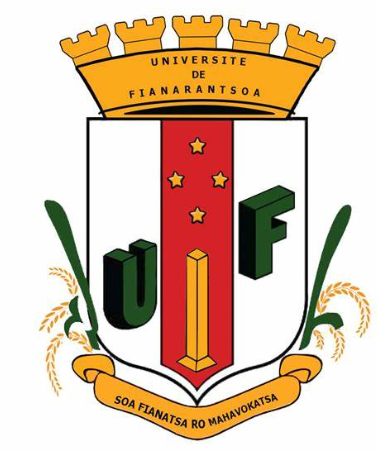 UNIVERSITE
DE
FIANARANTSOA
U F
SOA FIANATSA RO MAHAVOKATSA